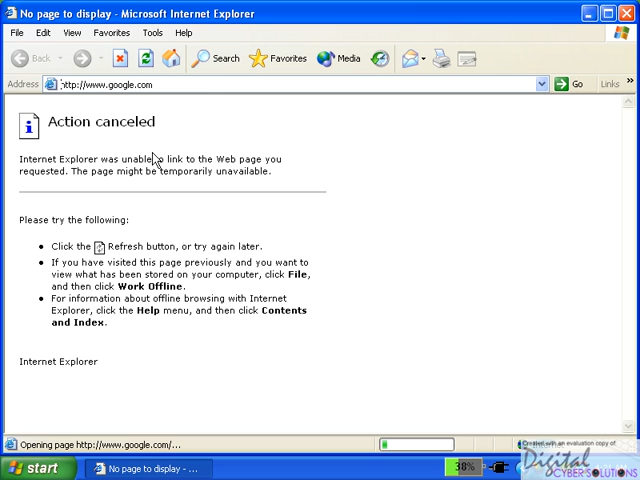 No page to display - Microsoft Internet Explorer
File Edit View Favorites Tools Help
Back Search Favorites Media
Address http://www.google.com Go Links »
Action canceled
Internet Explorer was unable to link to the Web page you
requested. The page might be temporarily unavailable.
Please try the following:
Click the Refresh button, or try again later.
If you have visited this page previously and you want to
view what has been stored on your computer, click File,
and then click Work Offline.
For information about offline browsing with Internet
Explorer, click the Help menu, and then click Contents
and Index.
Internet Explorer
Opening page http://www.google.com/...
Created with an evaluation copy of
start No page to display - ... 38% Digital
CYBER SOLUTIONS